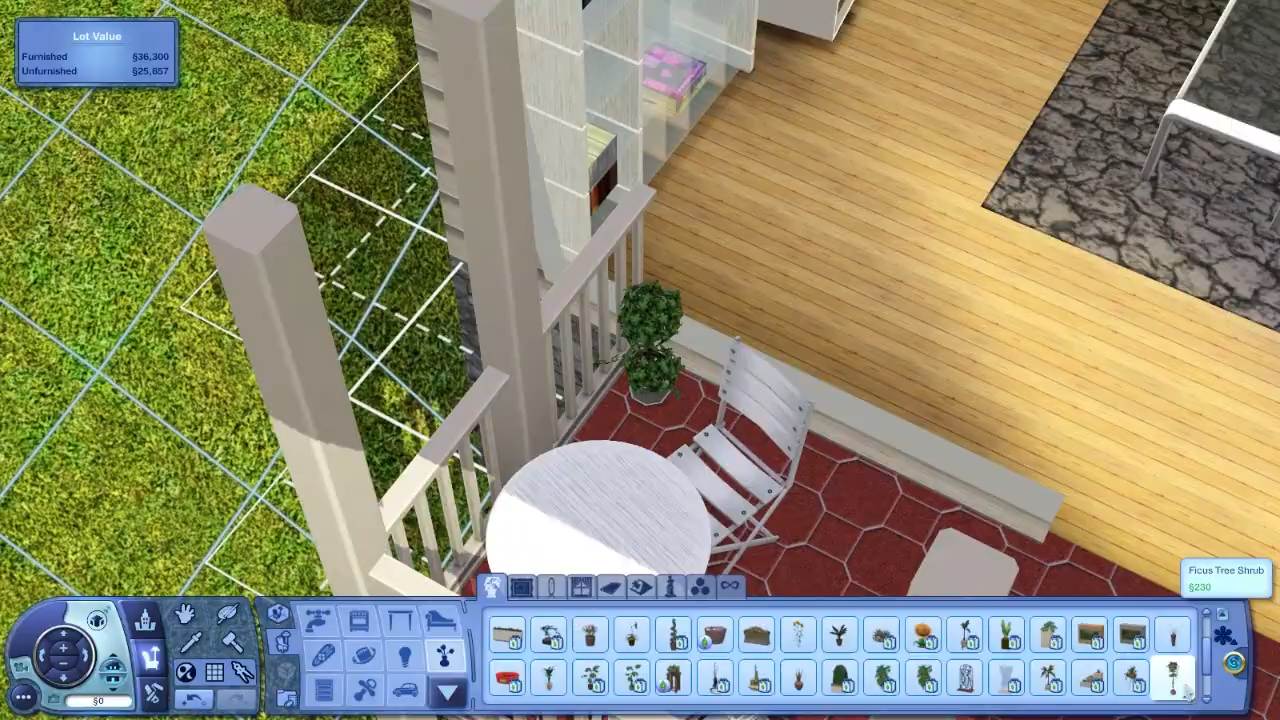 Lot Value
Furnished §36,300
Unfurnished §25,657
Ficus Tree Shrub
§230
§0